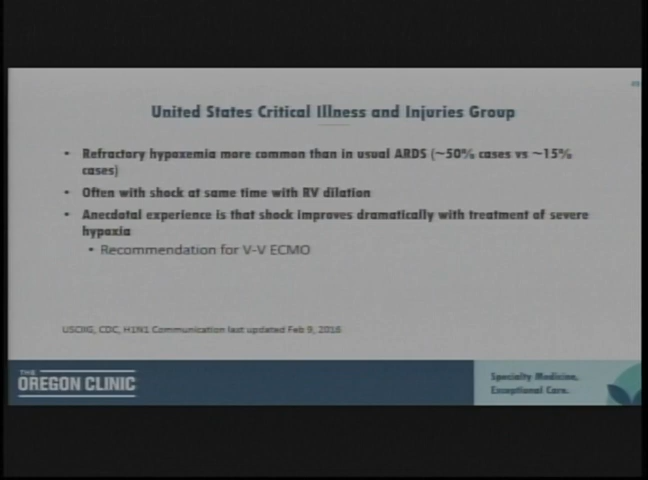 United States Critical Illness and Injuries Group
• Refractory hypoxemia more common than in usual ARDS (~50% cases vs ~15%
cases)
• Often with shock at same time with RV dilation
• Anecdotal experience is that shock improves dramatically with treatment of severe
hypoxia
• Recommendation for V-V ECMO
USCIIG, CDC, H1N1 Communication last updated Feb 9, 2016
THE
OREGON CLINIC
Specialty Medicine,
Exceptional Care.